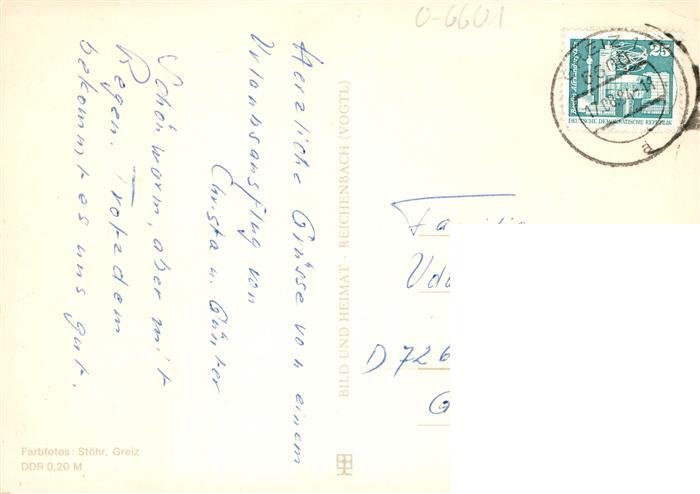 0-6601
Herzliche Grüsse von einem
Urlaubsausflug von
Christa u. Günter
Schön warm, aber mit
Regen. Trotzdem
bekommt es uns gut.
BILD UND HEIMAT · REICHENBACH (VOGTL)
Farbfotos: Stöhr, Greiz
DDR 0,20 M
25
DEUTSCHE DEMOKRATISCHE REPUBLIK
a
Udo
D 726
G